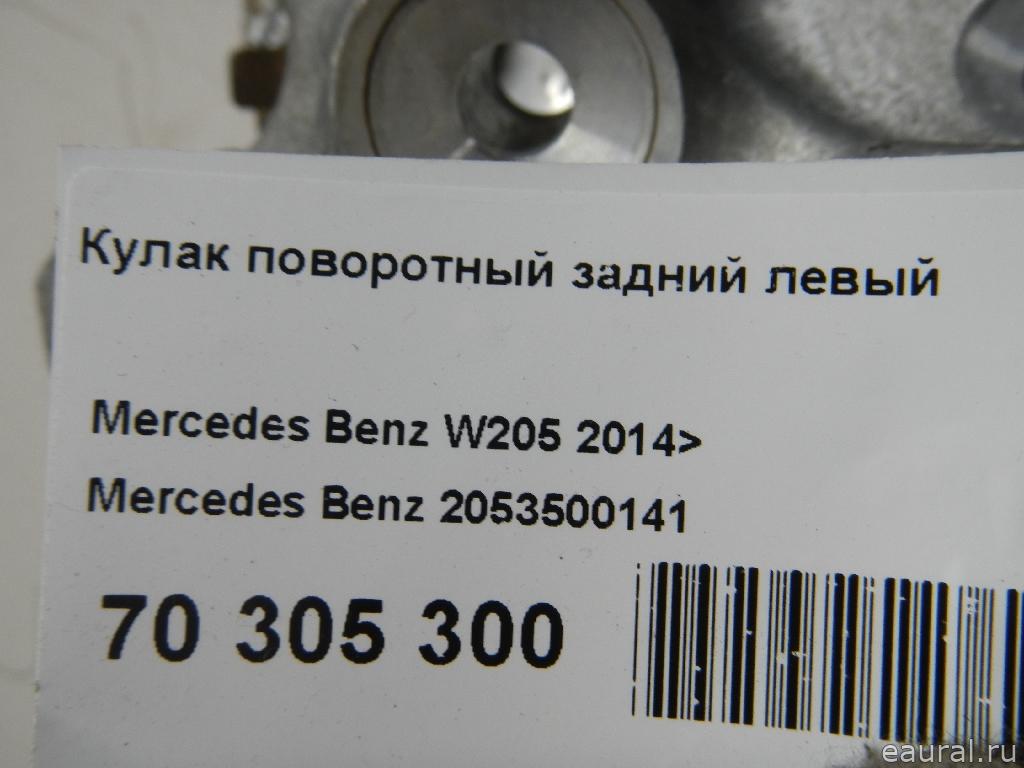 Кулак поворотный задний левый
Mercedes Benz W205 2014>
Mercedes Benz 2053500141
70 305 300
eaural.ru